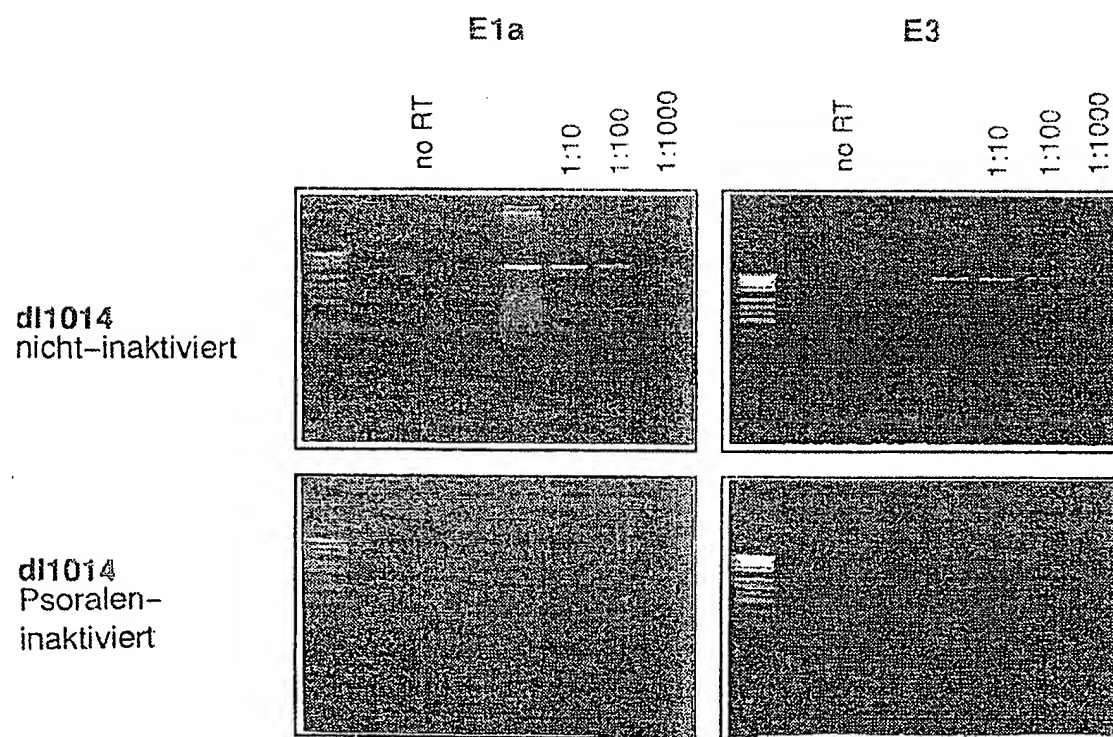 E1a
E3
no RT
1:10
1:100
1:1000
no RT
1:10
1:100
1:1000
dl1014
nicht-inaktiviert
dl1014
Psoralen-
inaktiviert